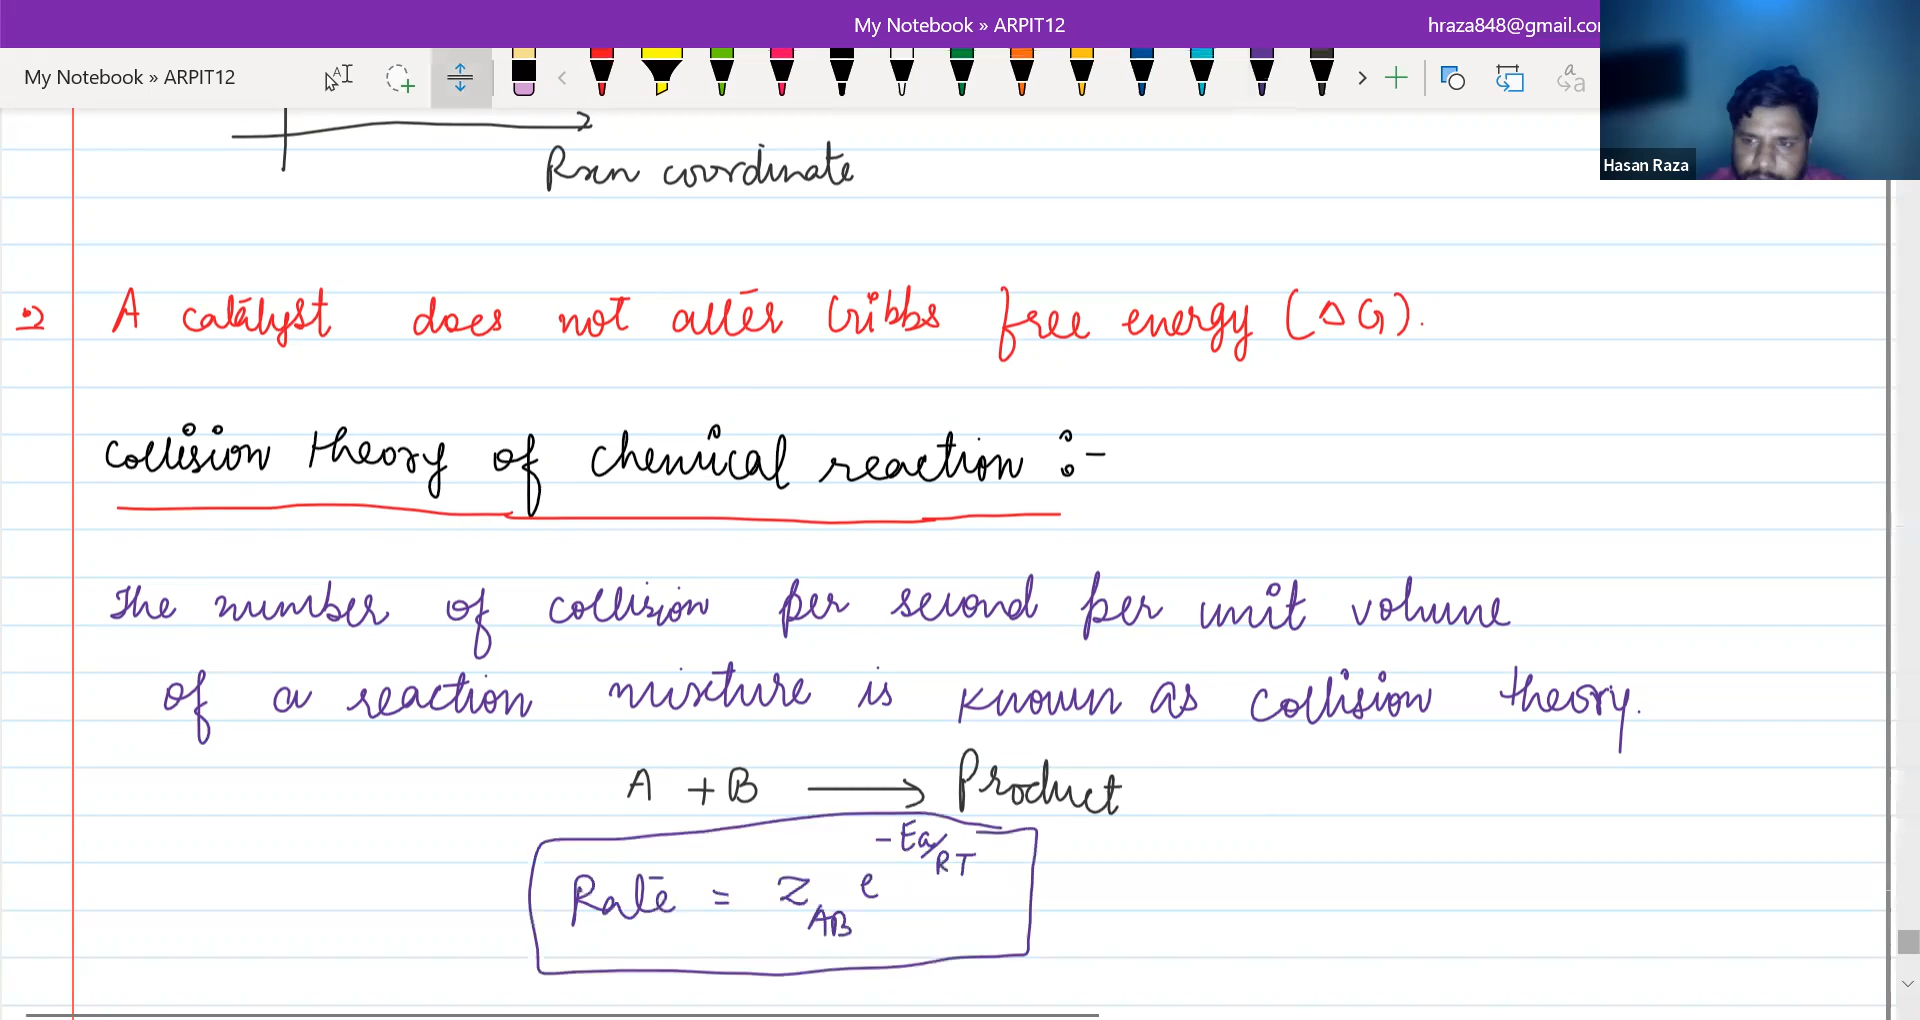 My Notebook » ARPIT12
hraza848@gmail.co
My Notebook » ARPIT12
Hasan Raza
Rxn coordinate
A catalyst does not alter Gribbs free energy (ΔG).
Collision theory of chemical reaction :-
The number of collision per second per unit volume
of a reaction mixture is known as collision theory.
A + B ⟶ Product
Rate = Z_AB e^(-Ea/RT)